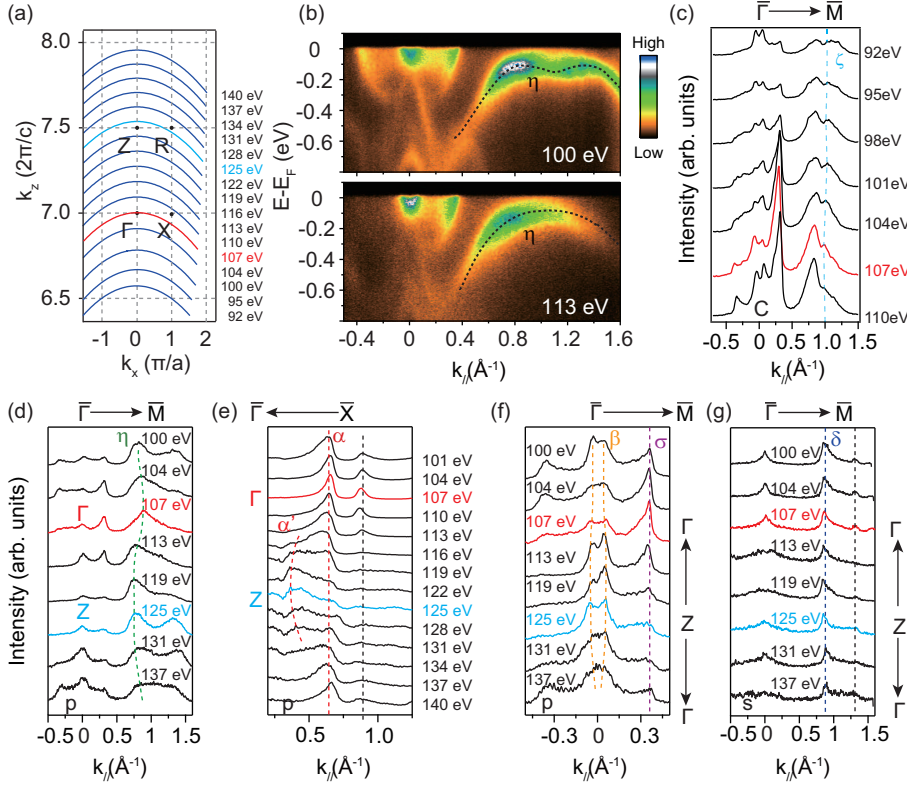 (a)
8.0
7.5
7.0
6.5
k_z (2π/c)
Z
R
Γ
X
-1
0
1
2
k_x (π/a)
140 eV
137 eV
134 eV
131 eV
128 eV
125 eV
122 eV
119 eV
116 eV
113 eV
110 eV
107 eV
104 eV
100 eV
95 eV
92 eV
(b)
0
-0.2
-0.4
-0.6
η
100 eV
0
-0.2
-0.4
-0.6
η
113 eV
E-E_F (eV)
-0.4
0
0.4
0.8
1.2
1.6
k_//(Å⁻¹)
High
Low
(c)
Γ̅
M̅
ζ
92eV
95eV
98eV
101eV
104eV
107eV
110eV
C
Intensity (arb. units)
-0.5
0
0.5
1.0
1.5
k_//(Å⁻¹)
(d)
Γ̅
M̅
η
100 eV
104 eV
Γ
107 eV
113 eV
119 eV
Z
125 eV
131 eV
137 eV
p
Intensity (arb. units)
-0.5
0
0.5
1.0
1.5
k_//(Å⁻¹)
(e)
Γ̅
X̅
α
101 eV
104 eV
Γ
107 eV
110 eV
α'
113 eV
116 eV
119 eV
122 eV
Z
125 eV
128 eV
131 eV
134 eV
137 eV
140 eV
p
0.5
1.0
k_//(Å⁻¹)
(f)
Γ̅
M̅
β
σ
100 eV
104 eV
107 eV
113 eV
119 eV
125 eV
131 eV
137 eV
p
Γ
Z
Γ
-0.3
0
0.3
k_//(Å⁻¹)
(g)
Γ̅
M̅
δ
100 eV
104 eV
107 eV
113 eV
119 eV
125 eV
131 eV
137 eV
s
Γ
Z
Γ
-0.5
0
0.5
1.0
1.5
k_//(Å⁻¹)